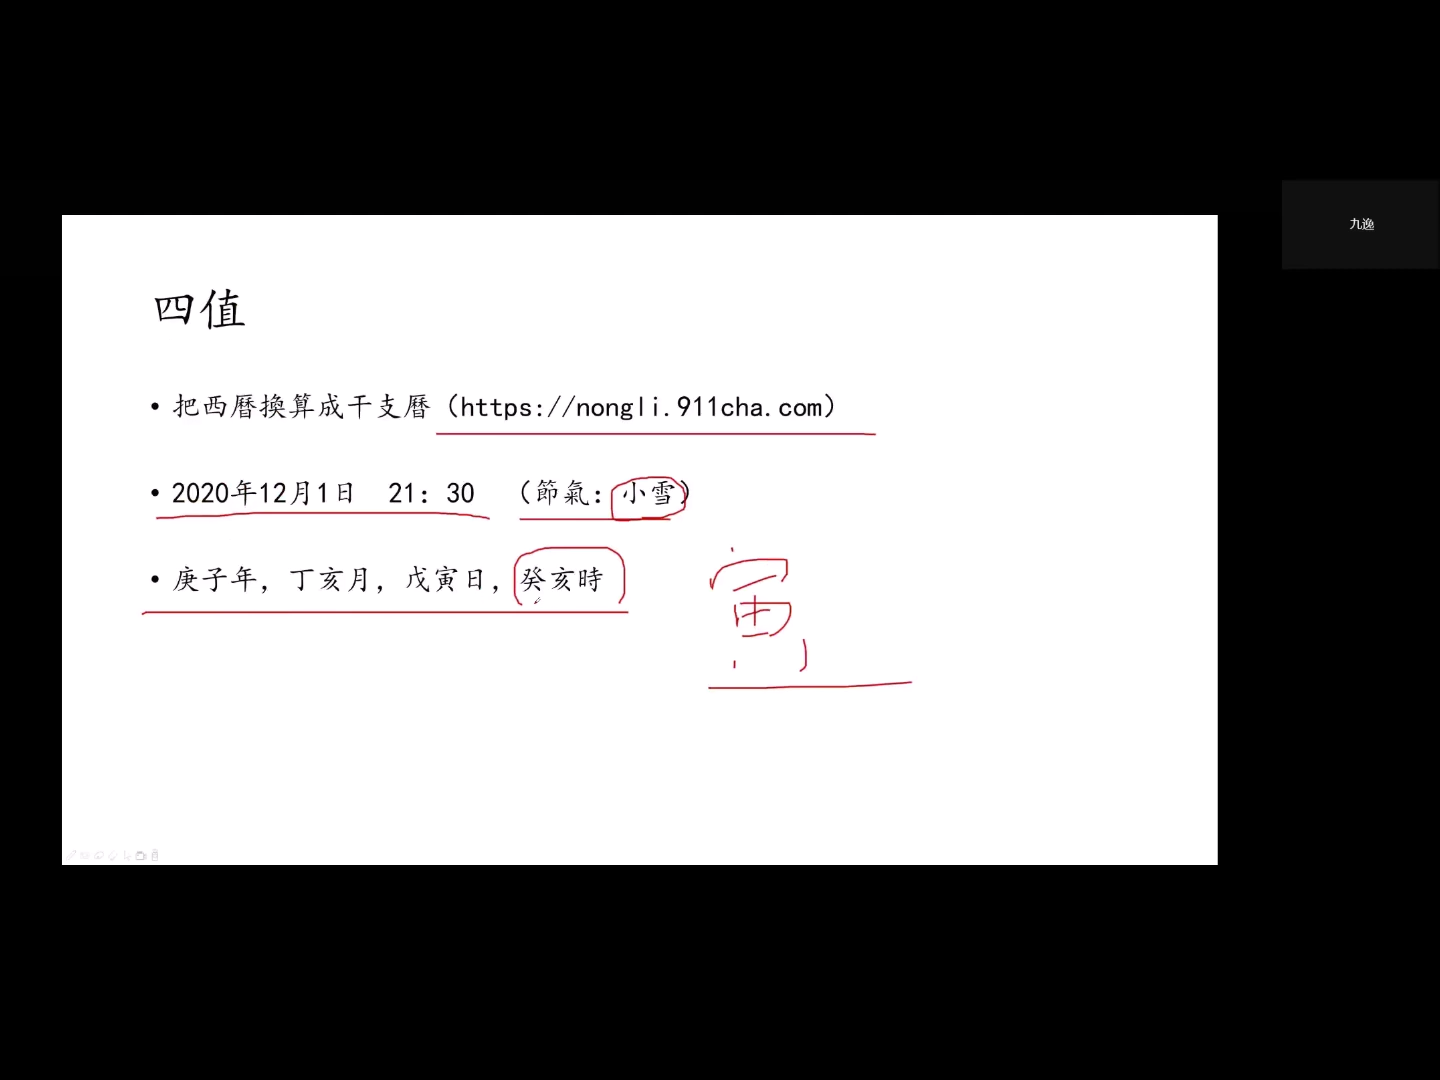 九逸
四值
• 把西曆換算成干支曆（https://nongli.911cha.com）
• 2020年12月1日 21：30 （節氣：小雪）
• 庚子年，丁亥月，戊寅日，癸亥時
寅